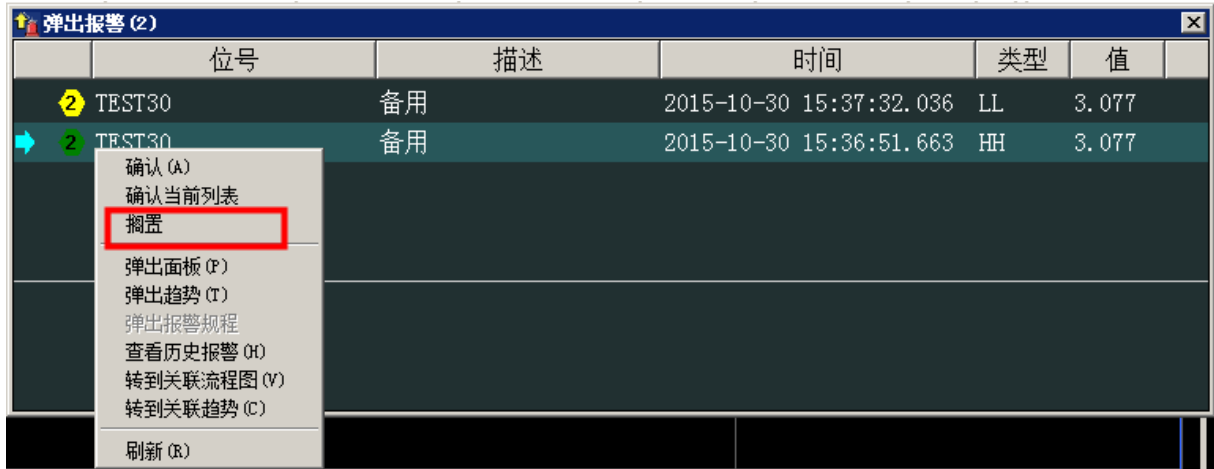 弹出报警(2)
位号 描述 时间 类型 值
2 TEST30 备用 2015-10-30 15:37:32.036 LL 3.077
2 TEST30 备用 2015-10-30 15:36:51.663 HH 3.077
确认(A)
确认当前列表
搁置
弹出面板(P)
弹出趋势(T)
弹出报警规程
查看历史报警(H)
转到关联流程图(V)
转到关联趋势(C)
刷新(R)